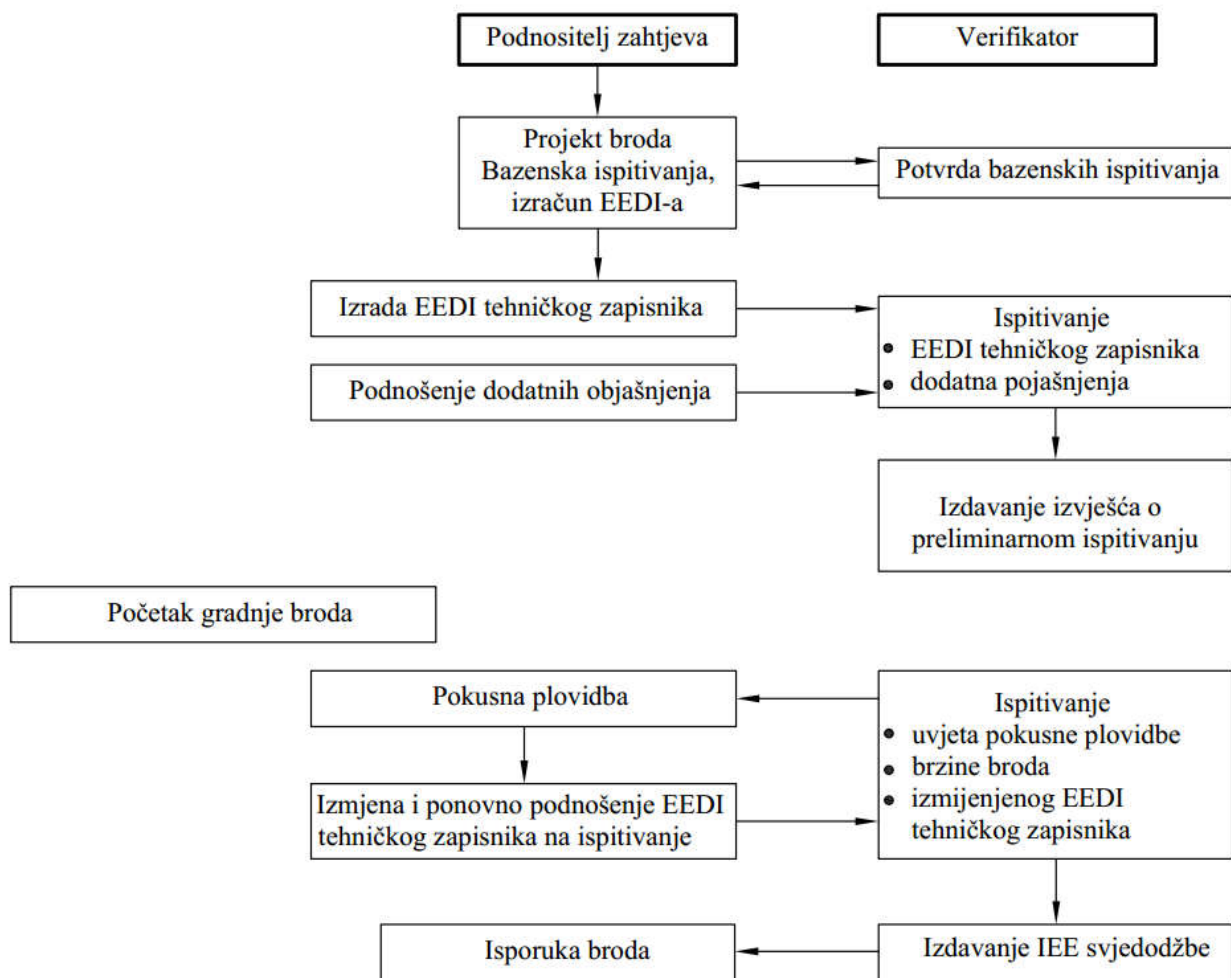 Podnositelj zahtjeva
Verifikator
Projekt broda
Bazenska ispitivanja,
izračun EEDI-a
Potvrda bazenskih ispitivanja
Izrada EEDI tehničkog zapisnika
Ispitivanje
• EEDI tehničkog zapisnika
• dodatna pojašnjenja
Podnošenje dodatnih objašnjenja
Izdavanje izvješća o
preliminarnom ispitivanju
Početak gradnje broda
Pokusna plovidba
Ispitivanje
• uvjeta pokusne plovidbe
• brzine broda
• izmijenjenog EEDI
tehničkog zapisnika
Izmjena i ponovno podnošenje EEDI
tehničkog zapisnika na ispitivanje
Isporuka broda
Izdavanje IEE svjedodžbe